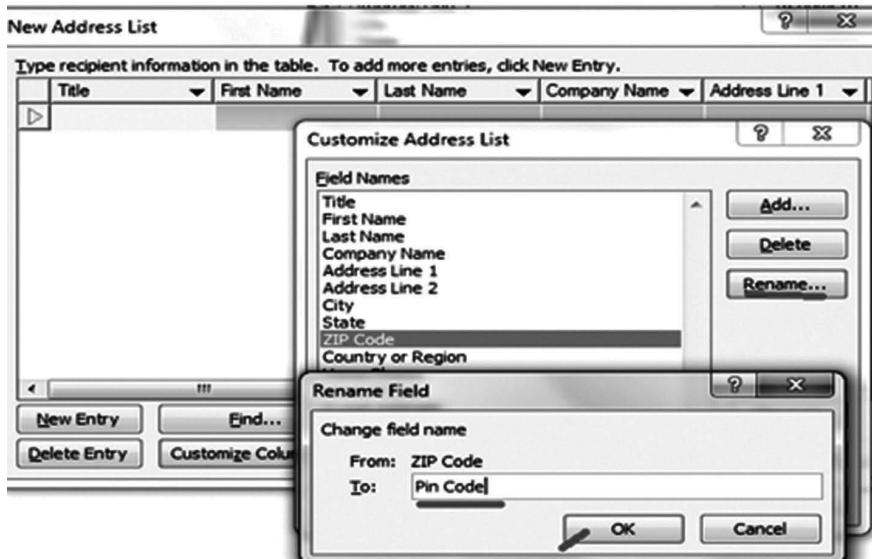 New Address List
Type recipient information in the table. To add more entries, click New Entry.
Title First Name Last Name Company Name Address Line 1
Customize Address List
Field Names
Title
First Name
Last Name
Company Name
Address Line 1
Address Line 2
City
State
ZIP Code
Country or Region
Add...
Delete
Rename...
New Entry Find...
Delete Entry Customize
Rename Field
Change field name
From: ZIP Code
To: Pin Code
OK Cancel